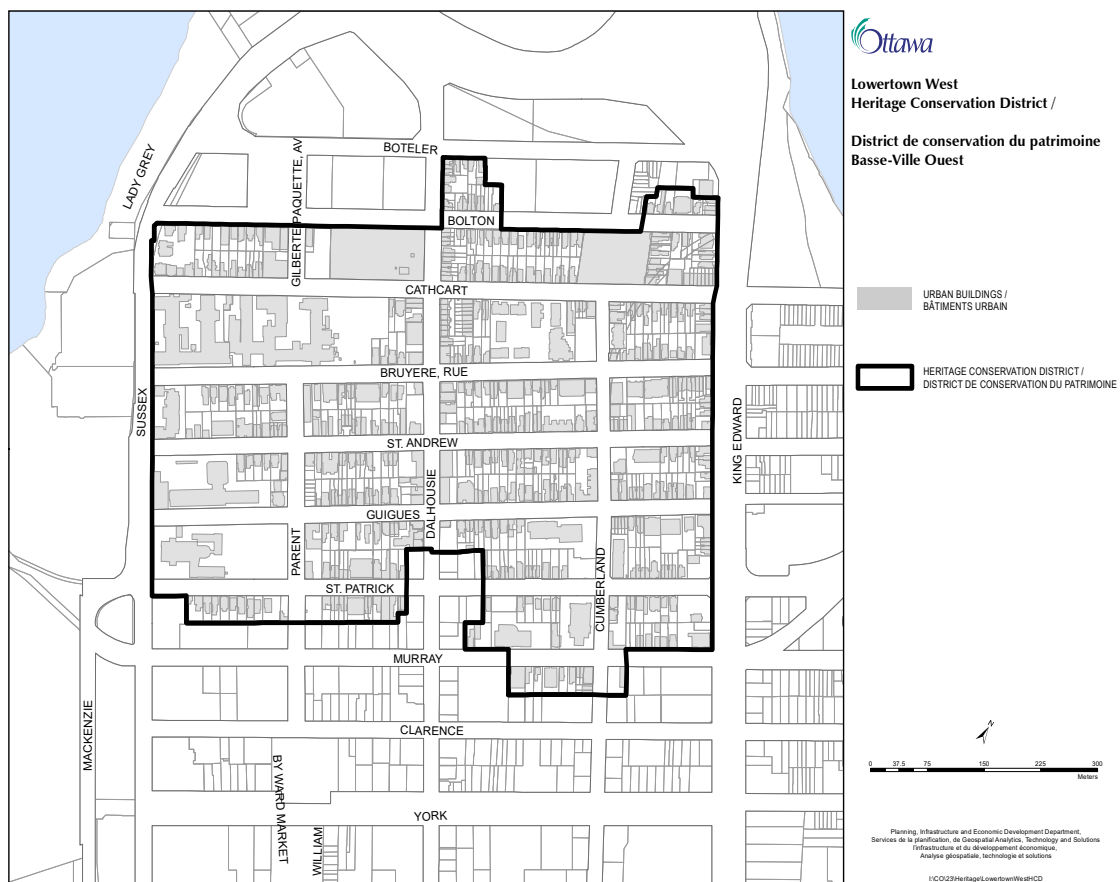 LADY GREY
GILBERTE PAQUETTE, AV
BOTELER
BOLTON
CATHCART
BRUYERE, RUE
SUSSEX
ST. ANDREW
KING EDWARD
DALHOUSIE
GUIGUES
PARENT
ST. PATRICK
CUMBERLAND
MURRAY
MACKENZIE
CLARENCE
BY WARD MARKET
YORK
WILLIAM
Ottawa
Lowertown West
Heritage Conservation District /
District de conservation du patrimoine
Basse-Ville Ouest
URBAN BUILDINGS /
BÂTIMENTS URBAIN
HERITAGE CONSERVATION DISTRICT /
DISTRICT DE CONSERVATION DU PATRIMOINE
N
0 37.5 75 150 225 300
Meters
Planning, Infrastructure and Economic Development Department,
Services de la planification, de Geospatial Analytics, Technology and Solutions
l'infrastructure et du développement économique,
Analyse géospatiale, technologie et solutions
I:\CO\23\Heritage\LowertownWestHCD